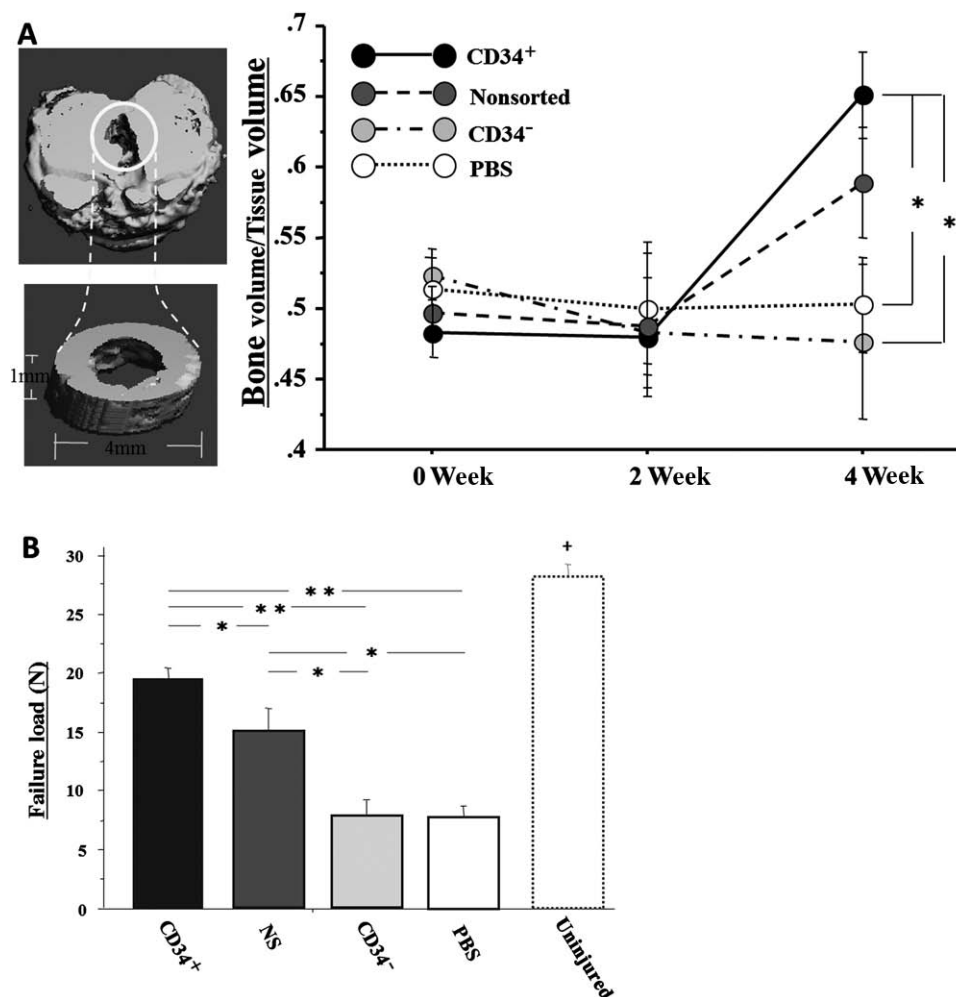 A
1mm
4mm
Bone volume/Tissue volume
.7
.65
.6
.55
.5
.45
.4
CD34+
Nonsorted
CD34-
PBS
*
*
0 Week
2 Week
4 Week
B
Failure load (N)
30
25
20
15
10
5
0
+
**
**
*
*
*
CD34+
NS
CD34-
PBS
Uninjured